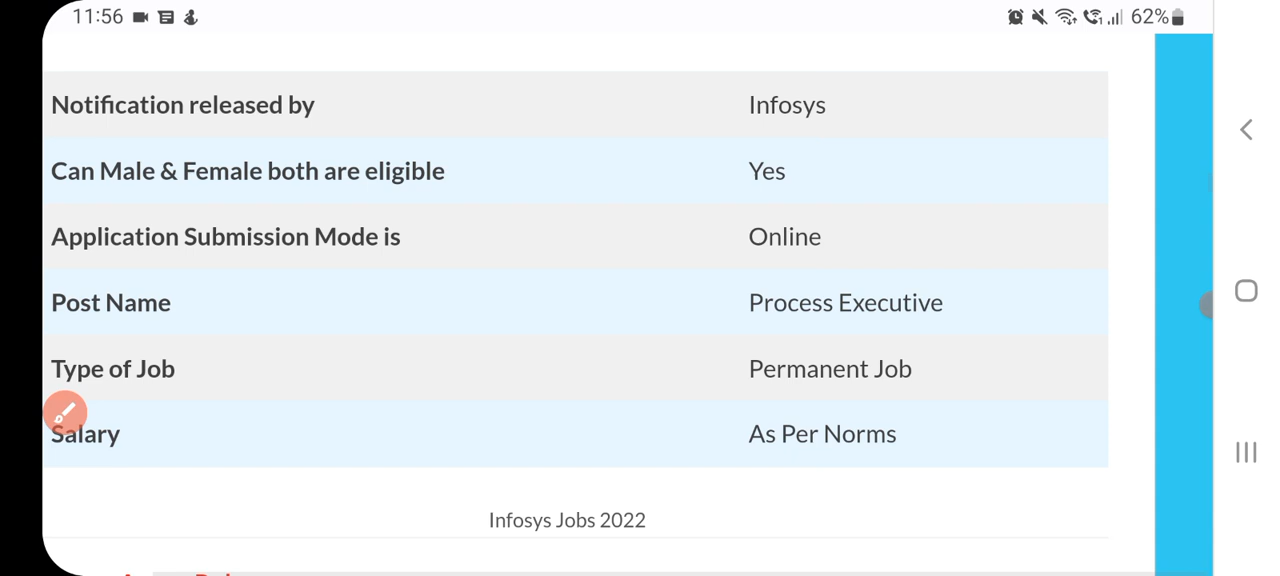 11:56 62%
Notification released by Infosys
Can Male & Female both are eligible Yes
Application Submission Mode is Online
Post Name Process Executive
Type of Job Permanent Job
Salary As Per Norms
Infosys Jobs 2022